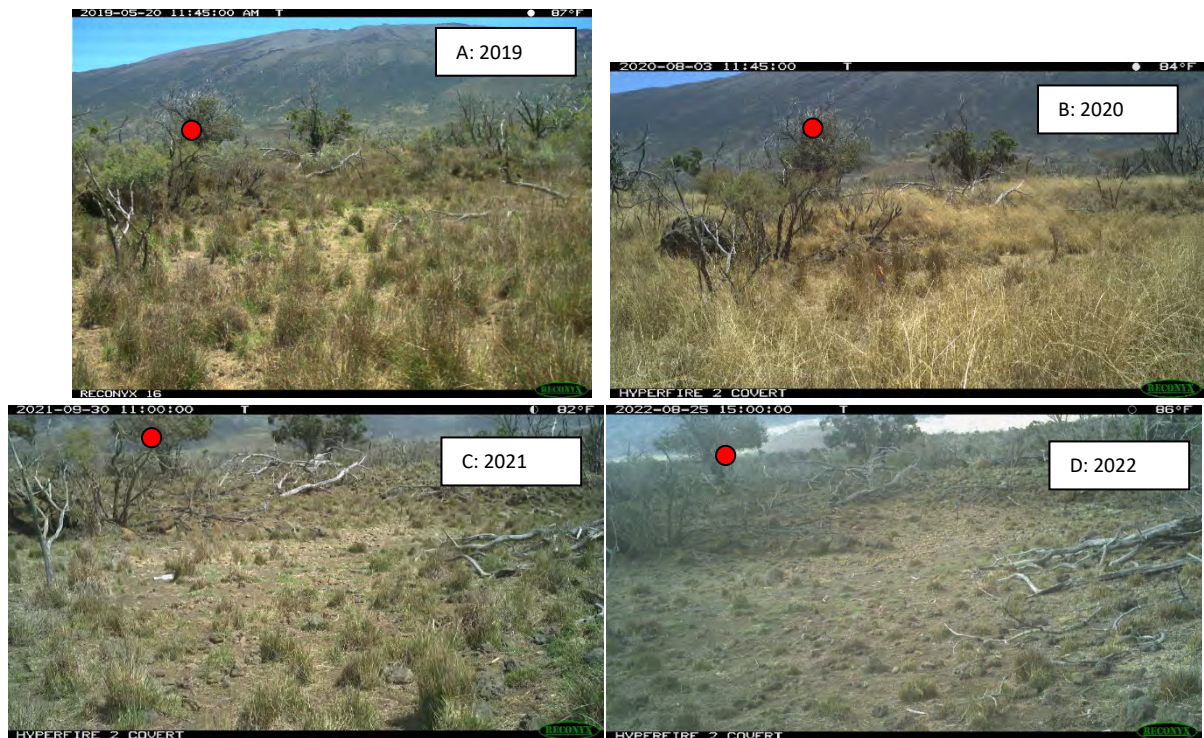 2019-05-20 11:45:00 AM T 87°F
A: 2019
RECONYX 16
RECONYX
2020-08-03 11:45:00 T 84°F
B: 2020
HYPERFIRE 2 COVERT
RECONYX
2021-09-30 11:00:00 T 82°F
C: 2021
HYPERFIRE 2 COVERT
RECONYX
2022-08-25 15:00:00 T 86°F
D: 2022
HYPERFIRE 2 COVERT
RECONYX